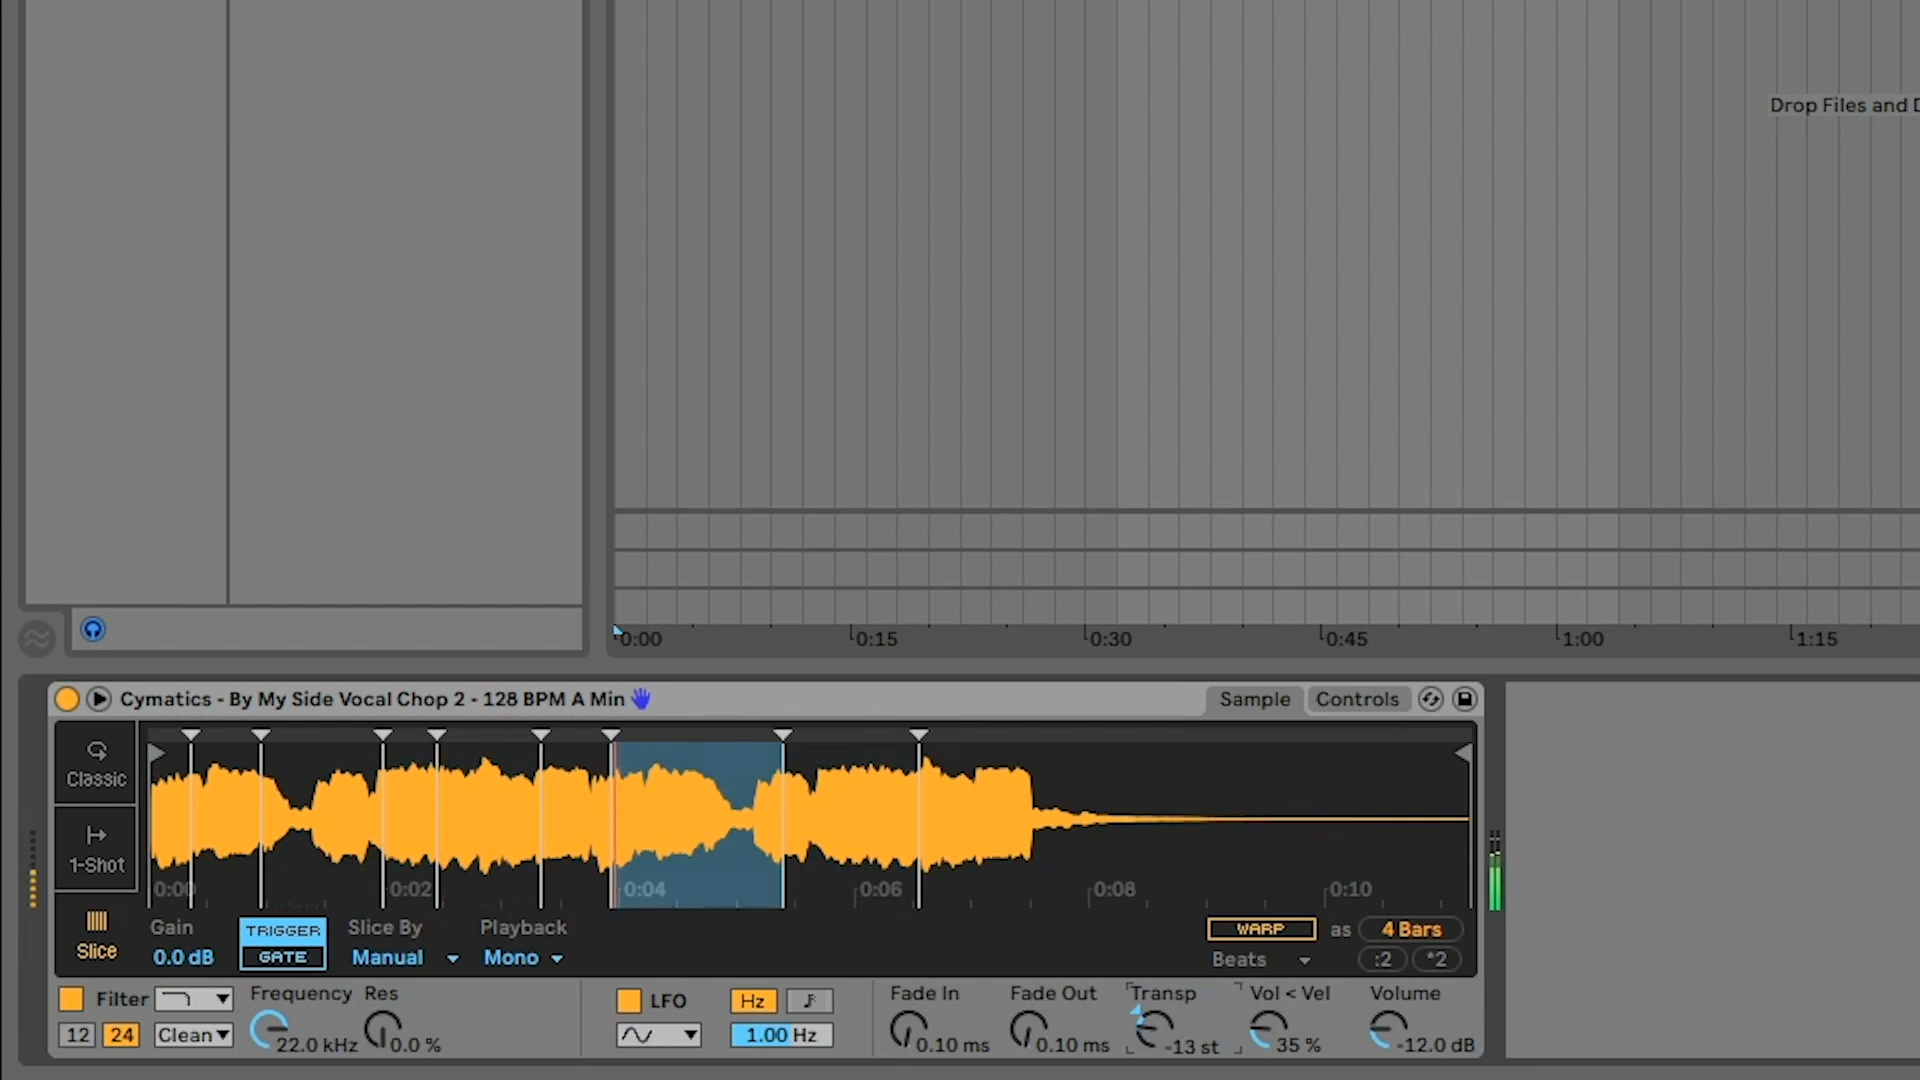 Drop Files and D
0:00 0:15 0:30 0:45 1:00 1:15
Cymatics - By My Side Vocal Chop 2 - 128 BPM A Min
Sample Controls
Classic
1-Shot
Slice
0:00 0:02 0:04 0:06 0:08 0:10
Gain TRIGGER Slice By Playback WARP as 4 Bars
0.0 dB GATE Manual Mono Beats :2 *2
Filter Frequency Res LFO Hz Fade In Fade Out Transp Vol < Vel Volume
12 24 Clean 22.0 kHz 0.0 % 1.00 Hz 0.10 ms 0.10 ms -13 st 35 % -12.0 dB